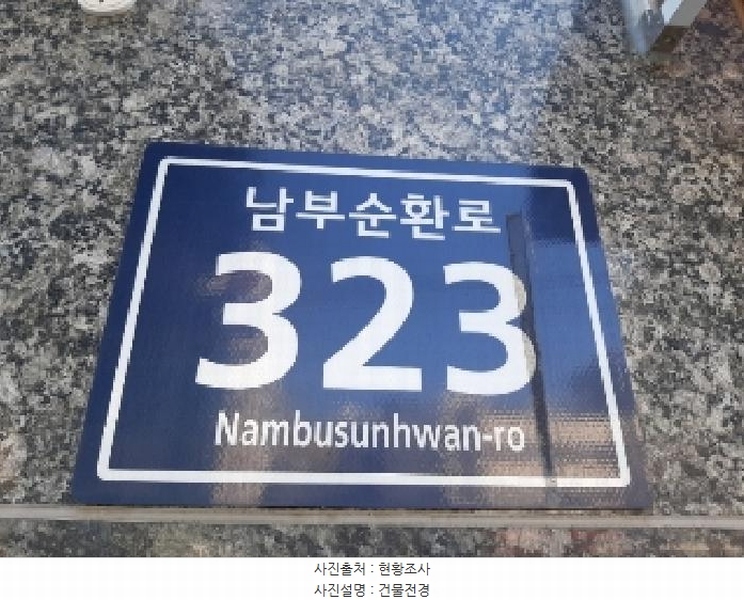 남부순환로
323
Nambusunhwan-ro
사진출처 : 현황조사
사진설명 : 건물전경